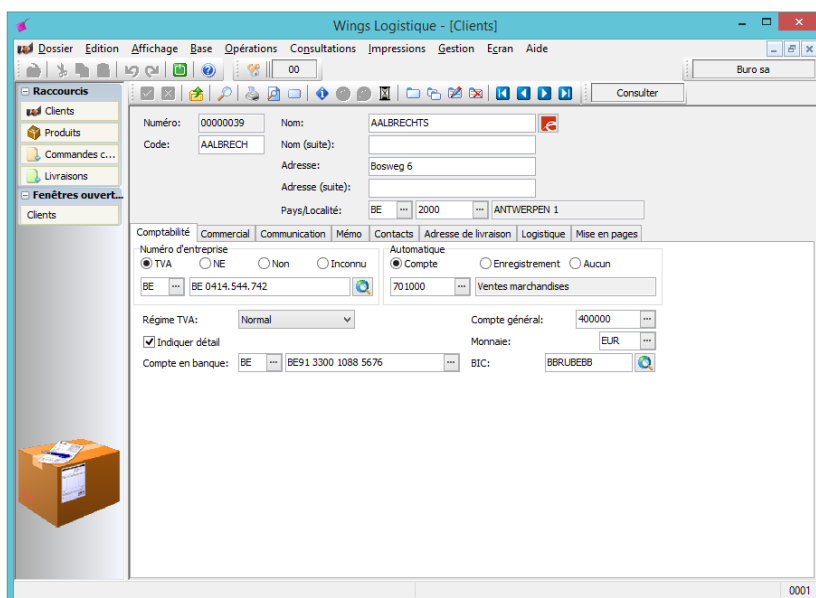 Wings Logistique - [Clients]
Dossier Edition Affichage Base Opérations Consultations Impressions Gestion Ecran Aide
00 Buro sa
Raccourcis
Consulter
Clients
Produits
Commandes c...
Livraisons
Fenêtres ouvert...
Clients
Numéro: 00000039 Nom: AALBRECHTS
Code: AALBRECH Nom (suite):
Adresse: Bosweg 6
Adresse (suite):
Pays/Localité: BE ... 2000 ... ANTWERPEN 1
Comptabilité Commercial Communication Mémo Contacts Adresse de livraison Logistique Mise en pages
Numéro d'entreprise Automatique
TVA NE Non Inconnu Compte Enregistrement Aucun
BE ... BE 0414.544.742 701000 ... Ventes marchandises
Régime TVA: Normal Compte général: 400000 ...
Indiquer détail Monnaie: EUR ...
Compte en banque: BE ... BE91 3300 1088 5676 ... BIC: BBRUBEBB
0001